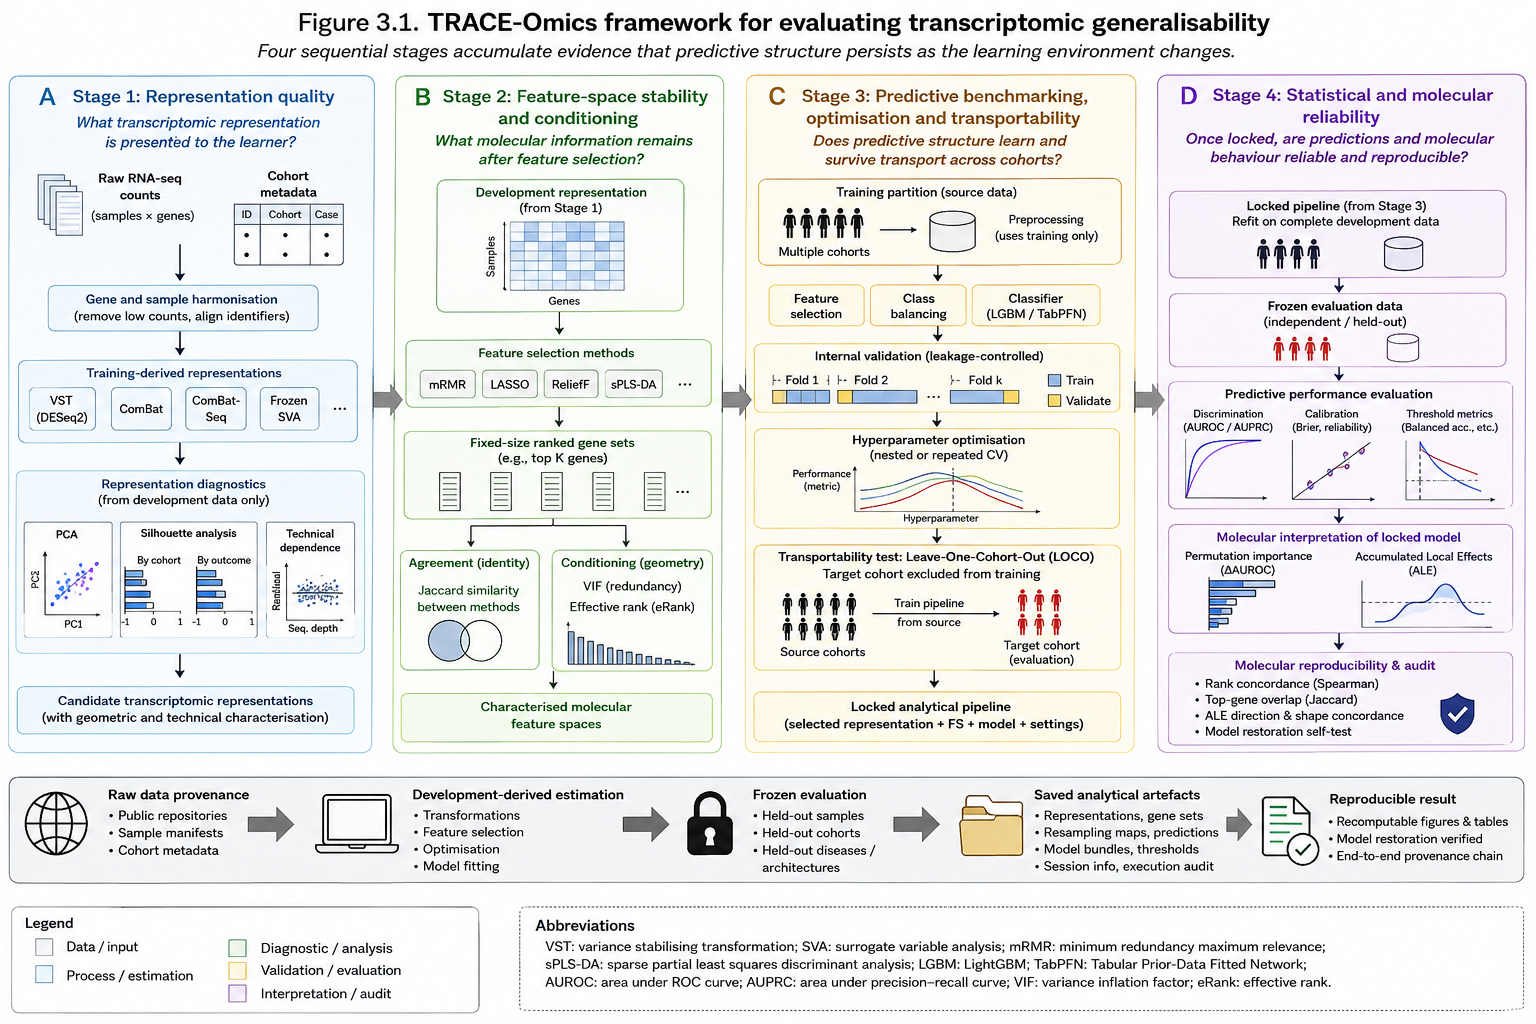 Figure 3.1. TRACE-Omics framework for evaluating transcriptomic generalisability
Four sequential stages accumulate evidence that predictive structure persists as the learning environment changes.
A Stage 1: Representation quality
What transcriptomic representation
is presented to the learner?
Raw RNA-seq
counts
(samples × genes)
Cohort
metadata
ID Cohort Case
Gene and sample harmonisation
(remove low counts, align identifiers)
Training-derived representations
VST
(DESeq2)
ComBat
ComBat-
Seq
Frozen
SVA
...
Representation diagnostics
(from development data only)
PCA
PC2
PC1
Silhouette analysis
By cohort
-1 0 1
By outcome
-1 0 1
Technical
dependence
Seq. depth
Candidate transcriptomic representations
(with geometric and technical characterisation)
B Stage 2: Feature-space stability
and conditioning
What molecular information remains
after feature selection?
Development representation
(from Stage 1)
Samples
Genes
Feature selection methods
mRMR LASSO ReliefF sPLS-DA ...
Fixed-size ranked gene sets
(e.g., top K genes)
...
Agreement (identity)
Jaccard similarity
between methods
Conditioning (geometry)
VIF (redundancy)
Effective rank (eRank)
Characterised molecular
feature spaces
C Stage 3: Predictive benchmarking,
optimisation and transportability
Does predictive structure learn and
survive transport across cohorts?
Training partition (source data)
Multiple cohorts
Preprocessing
(uses training only)
Feature
selection
Class
balancing
Classifier
(LGBM / TabPFN)
Internal validation (leakage-controlled)
Fold 1 Fold 2 ... Fold k
Train
Validate
Hyperparameter optimisation
(nested or repeated CV)
Performance
(metric)
Hyperparameter
Transportability test: Leave-One-Cohort-Out (LOCO)
Target cohort excluded from training
Train pipeline
from source
Source cohorts
Target cohort
(evaluation)
Locked analytical pipeline
(selected representation + FS + model + settings)
D Stage 4: Statistical and molecular
reliability
Once locked, are predictions and molecular
behaviour reliable and reproducible?
Locked pipeline (from Stage 3)
Refit on complete development data
Frozen evaluation data
(independent / held-out)
Predictive performance evaluation
Discrimination
(AUROC / AUPRC)
Calibration
(Brier, reliability)
Threshold metrics
(Balanced acc., etc.)
Molecular interpretation of locked model
Permutation importance
(ΔAUROC)
Accumulated Local Effects
(ALE)
Molecular reproducibility & audit
• Rank concordance (Spearman)
• Top-gene overlap (Jaccard)
• ALE direction & shape concordance
• Model restoration self-test
Raw data provenance
• Public repositories
• Sample manifests
• Cohort metadata
Development-derived estimation
• Transformations
• Feature selection
• Optimisation
• Model fitting
Frozen evaluation
• Held-out samples
• Held-out cohorts
• Held-out diseases /
architectures
Saved analytical artefacts
• Representations, gene sets
• Resampling maps, predictions
• Model bundles, thresholds
• Session info, execution audit
Reproducible result
• Recomputable figures & tables
• Model restoration verified
• End-to-end provenance chain
Legend
Data / input
Process / estimation
Diagnostic / analysis
Validation / evaluation
Interpretation / audit
Abbreviations
VST: variance stabilising transformation; SVA: surrogate variable analysis; mRMR: minimum redundancy maximum relevance;
sPLS-DA: sparse partial least squares discriminant analysis; LGBM: LightGBM; TabPFN: Tabular Prior-Data Fitted Network;
AUROC: area under ROC curve; AUPRC: area under precision–recall curve; VIF: variance inflation factor; eRank: effective rank.